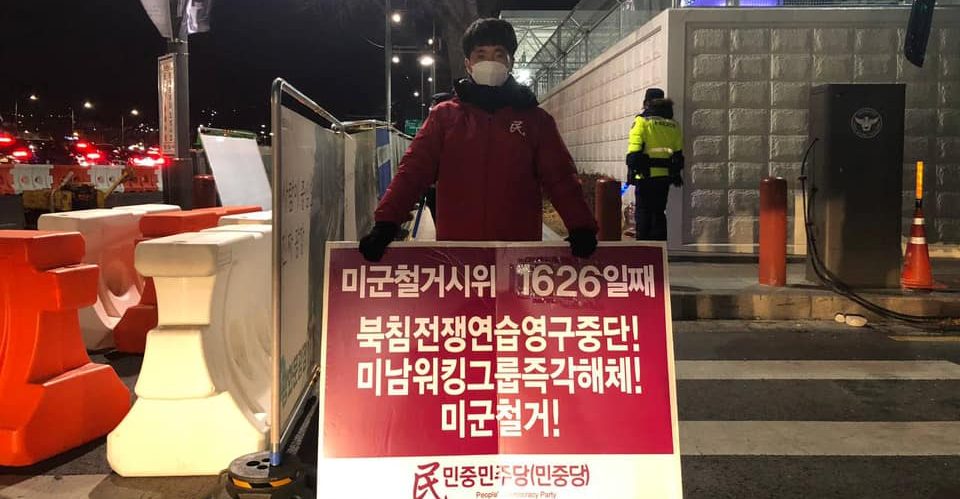 民
미군철거시위 1626일째
북침전쟁연습영구중단!
미남워킹그룹즉각해체!
미군철거!
民 민중민주당(민중당)
People's Democracy Party